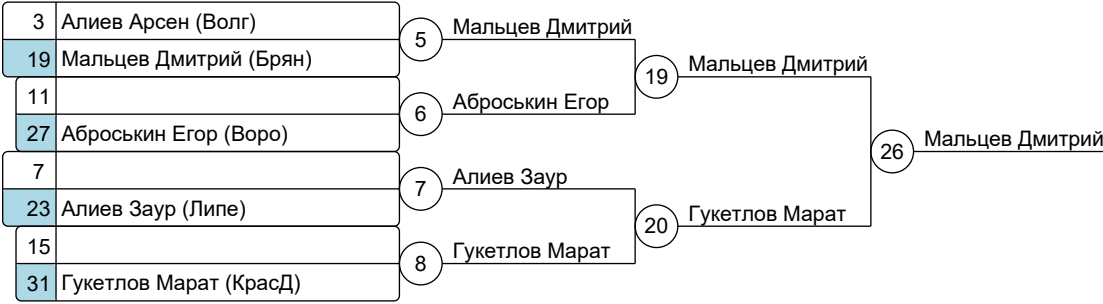 3 Алиев Арсен (Волг)
19 Мальцев Дмитрий (Брян)
11
27 Аброськин Егор (Воро)
7
23 Алиев Заур (Липе)
15
31 Гукетлов Марат (КрасД)
5 Мальцев Дмитрий
6 Аброськин Егор
7 Алиев Заур
8 Гукетлов Марат
19 Мальцев Дмитрий
20 Гукетлов Марат
26 Мальцев Дмитрий